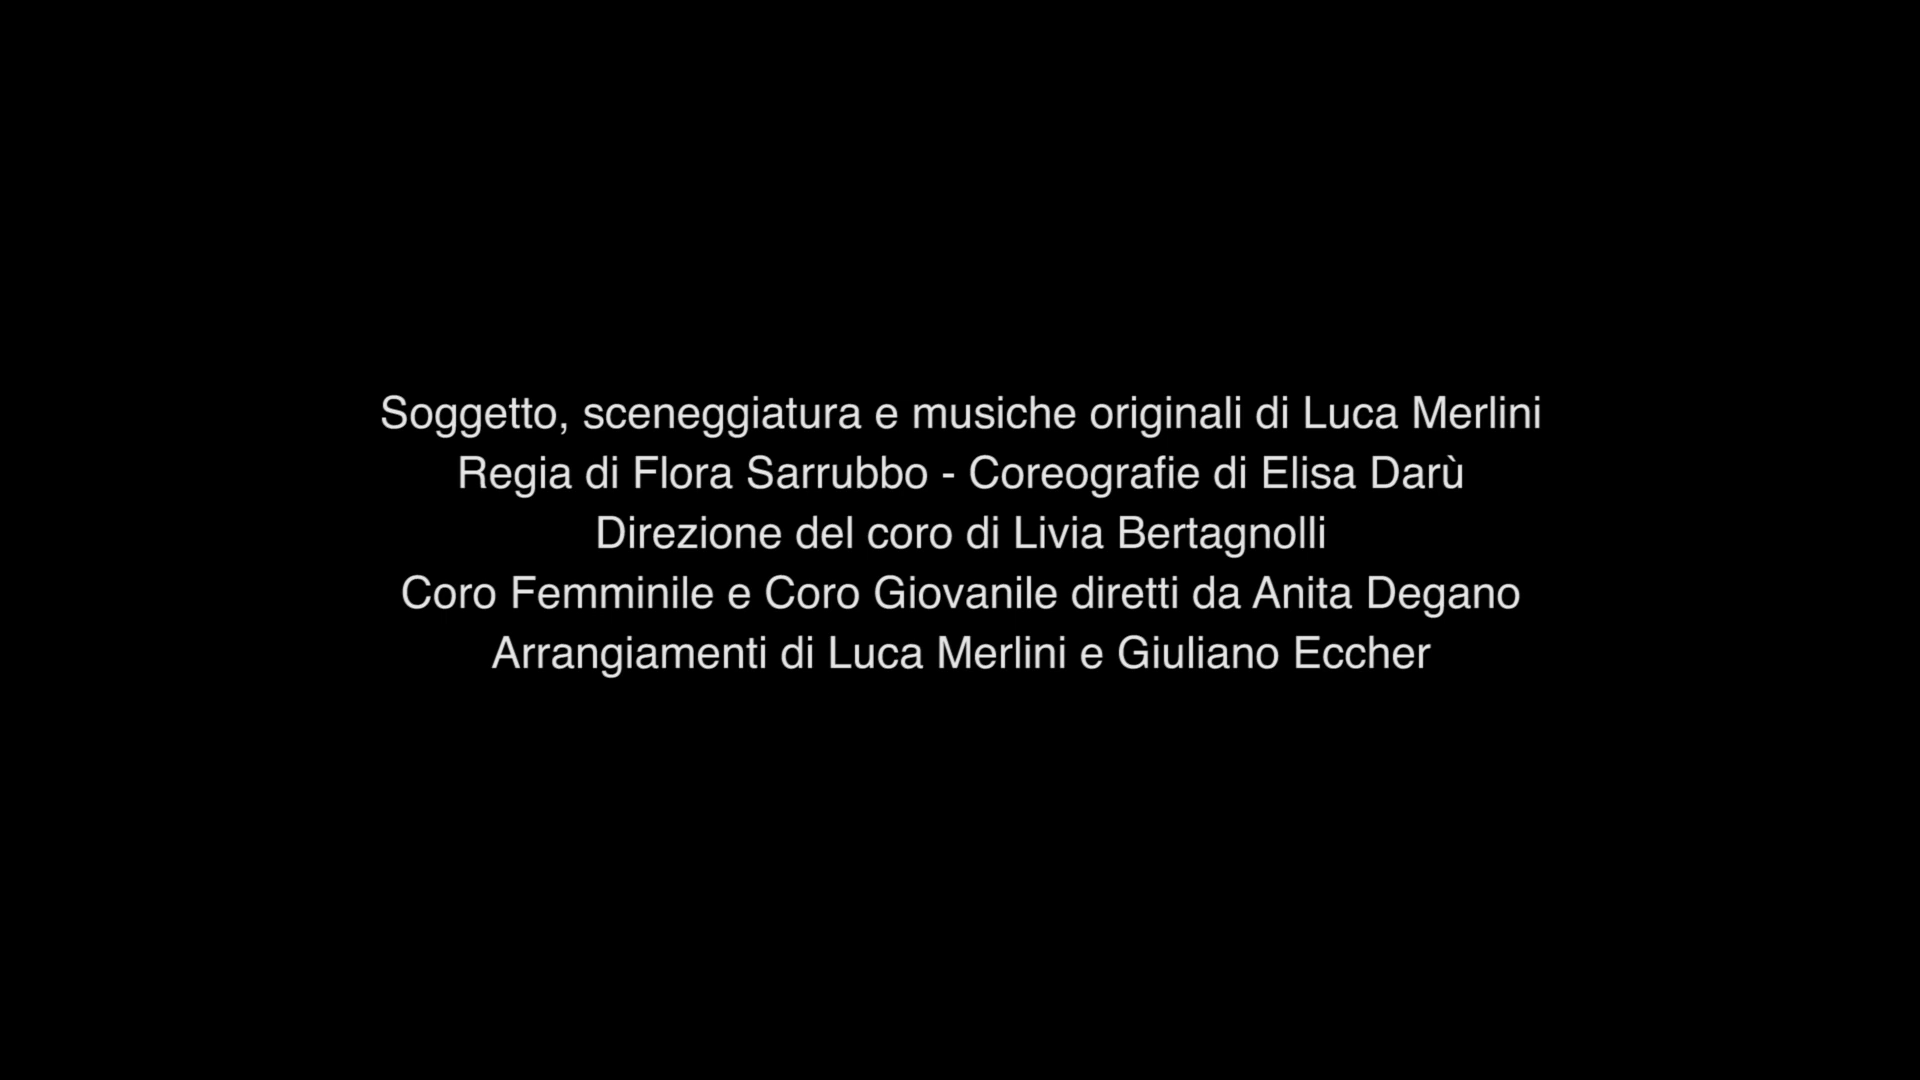 Soggetto, sceneggiatura e musiche originali di Luca Merlini
Regia di Flora Sarrubbo - Coreografie di Elisa Darù
Direzione del coro di Livia Bertagnolli
Coro Femminile e Coro Giovanile diretti da Anita Degano
Arrangiamenti di Luca Merlini e Giuliano Eccher